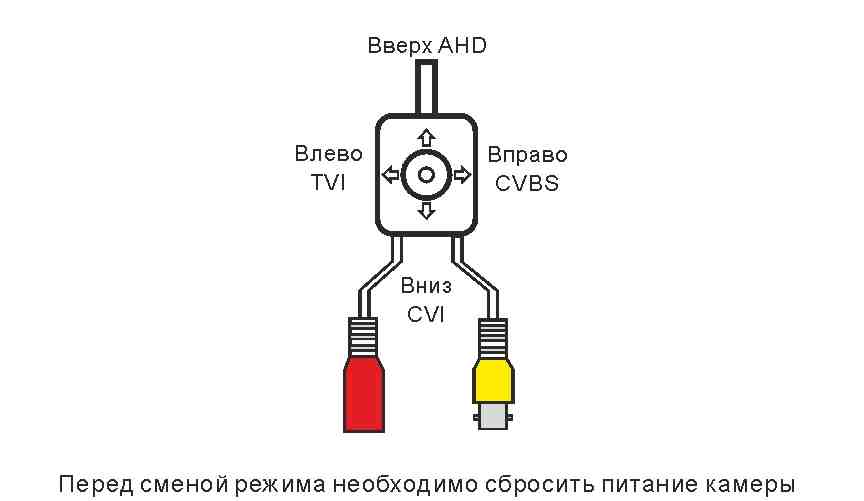 Вверх AHD
Влево
TVI
Вправо
CVBS
Вниз
CVI
Перед сменой режима необходимо сбросить питание камеры